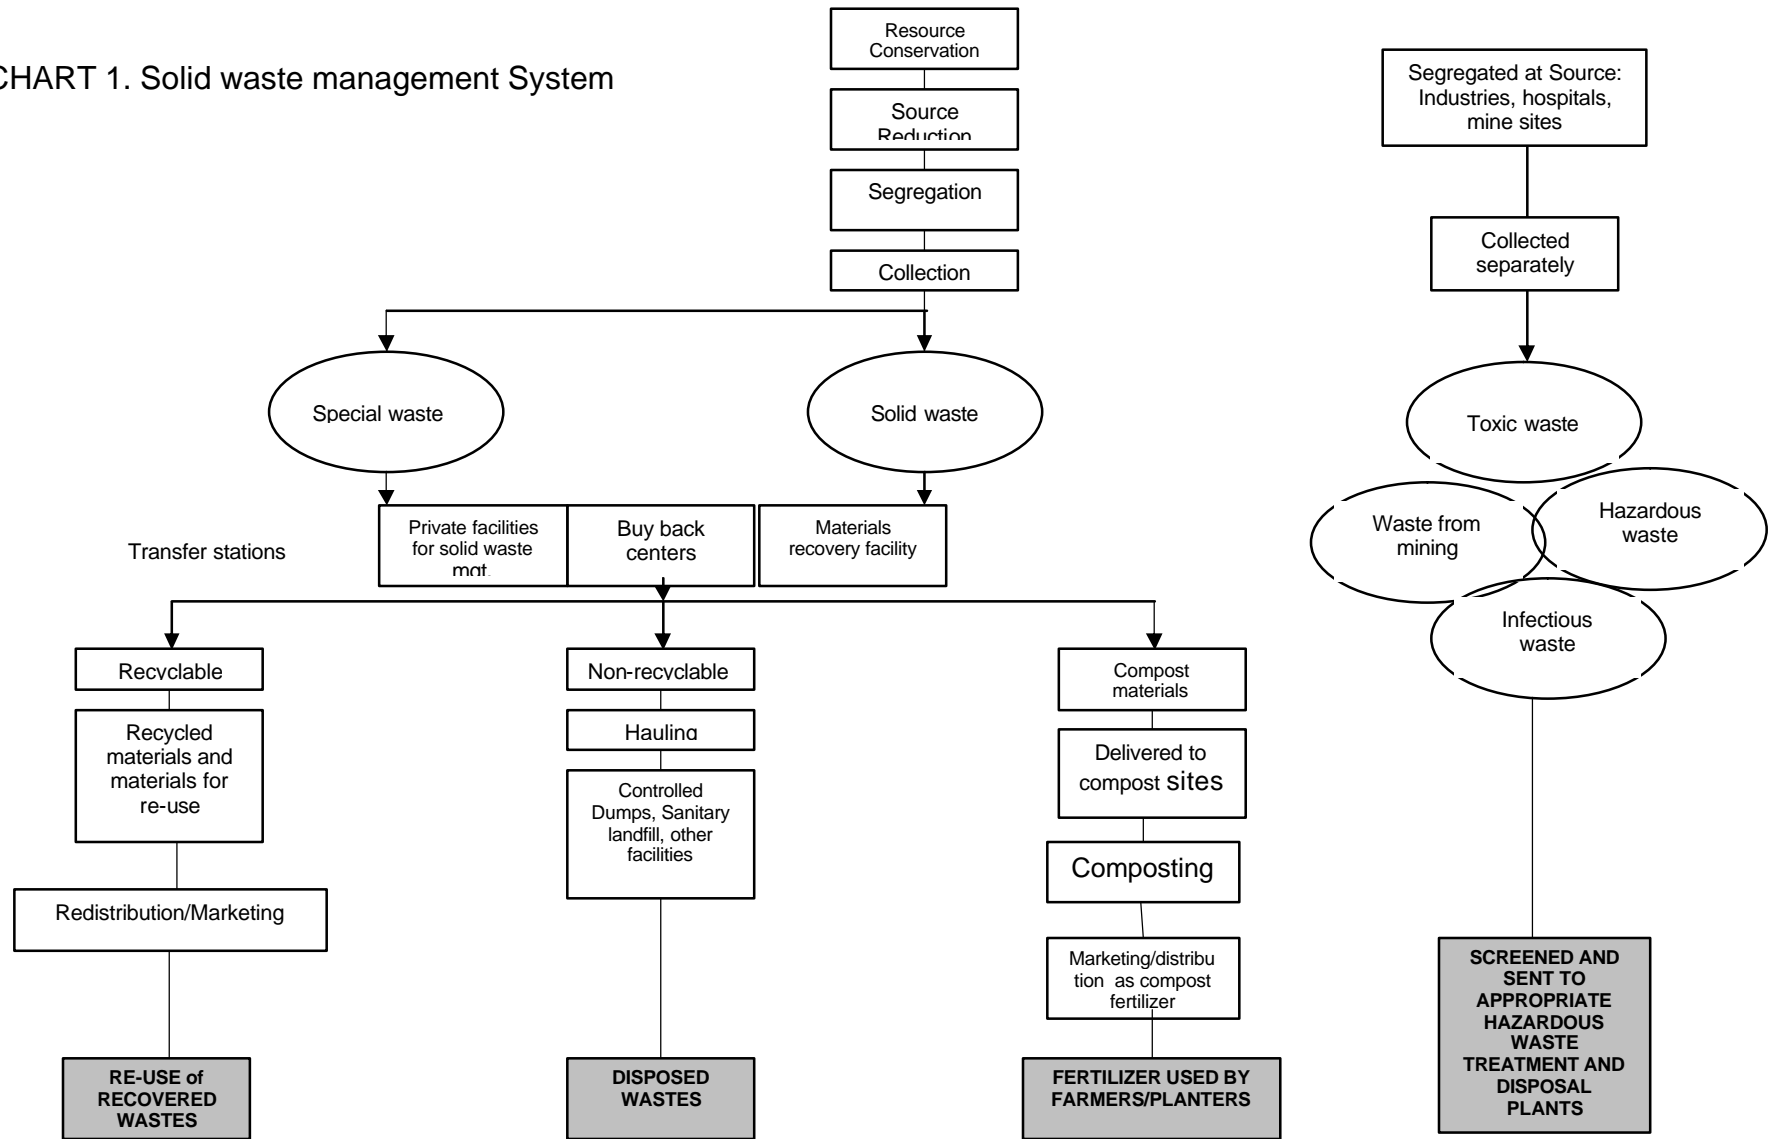 CHART 1. Solid waste management System
Resource
Conservation
Source
Reduction
Segregation
Collection
Special waste
Solid waste
Transfer stations
Private facilities
for solid waste
mgt.
Buy back
centers
Materials
recovery facility
Recyclable
Recycled
materials and
materials for
re-use
Redistribution/Marketing
RE-USE of
RECOVERED
WASTES
Non-recyclable
Hauling
Controlled
Dumps, Sanitary
landfill, other
facilities
DISPOSED
WASTES
Compost
materials
Delivered to
compost sites
Composting
Marketing/distribu
tion as compost
fertilizer
FERTILIZER USED BY
FARMERS/PLANTERS
Segregated at Source:
Industries, hospitals,
mine sites
Collected
separately
Toxic waste
Waste from
mining
Hazardous
waste
Infectious
waste
SCREENED AND
SENT TO
APPROPRIATE
HAZARDOUS
WASTE
TREATMENT AND
DISPOSAL
PLANTS